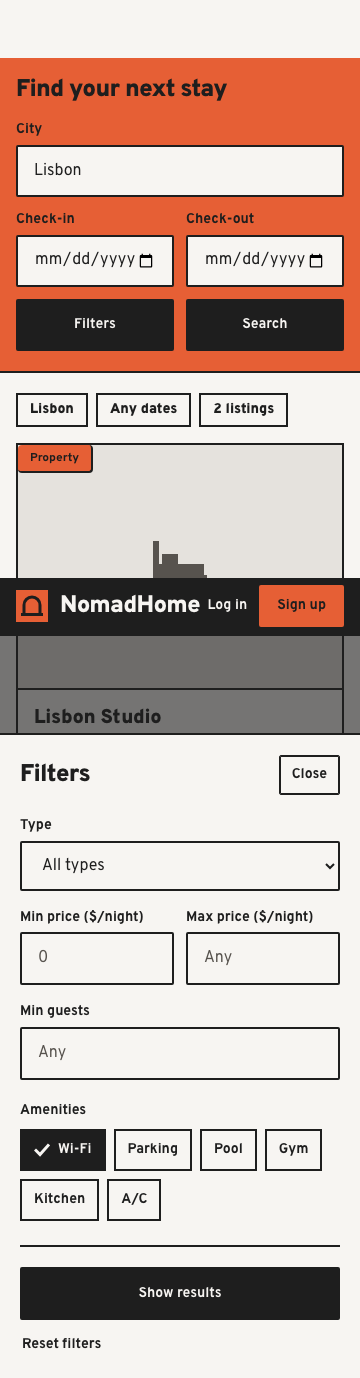 Find your next stay
City
Lisbon
Check-in Check-out
mm/dd/yyyy mm/dd/yyyy
Filters Search
Lisbon Any dates 2 listings
Property
NomadHome Log in Sign up
Lisbon Studio
Filters Close
Type
All types
Min price ($/night) Max price ($/night)
0 Any
Min guests
Any
Amenities
Wi-Fi Parking Pool Gym
Kitchen A/C
Show results
Reset filters